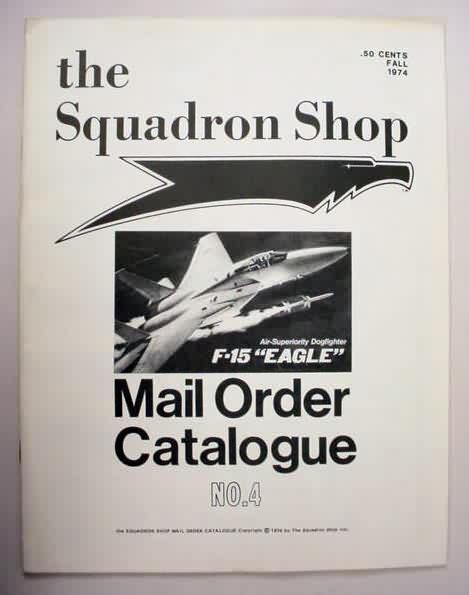 the
Squadron Shop
.50 CENTS
FALL
1974
Air-Superiority Dogfighter
F-15 "EAGLE"
Mail Order
Catalogue
NO.4
the SQUADRON SHOP MAIL ORDER CATALOGUE Copyright © 1974 by The Squadron Shop Inc.